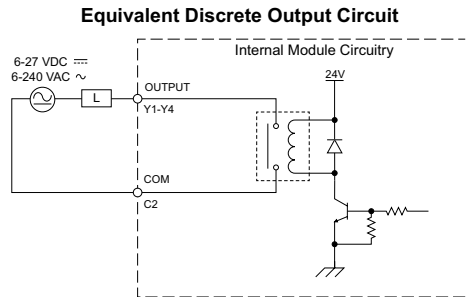 Equivalent Discrete Output Circuit
Internal Module Circuitry
6-27 VDC ⎓
6-240 VAC ∿
24V
L
OUTPUT
Y1-Y4
COM
C2